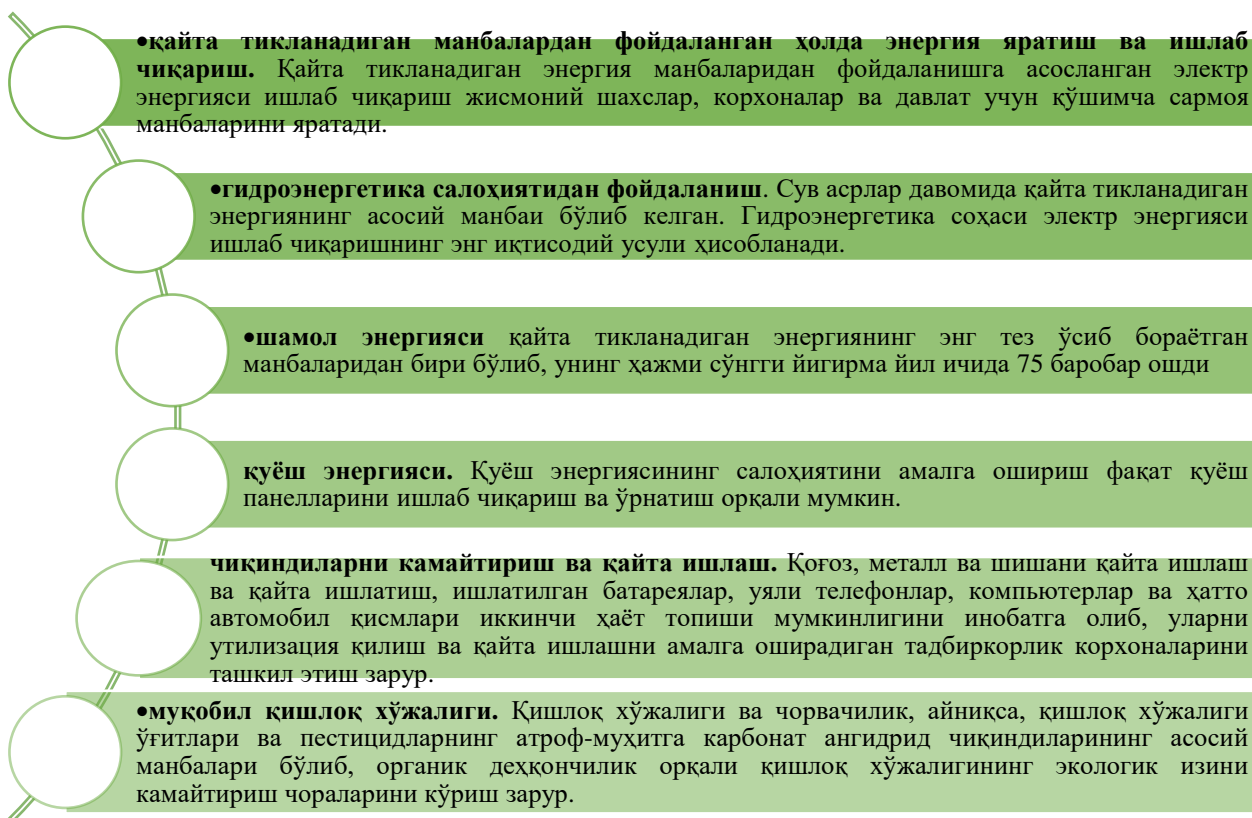 •қайта тикланадиган манбалардан фойдаланган ҳолда энергия яратиш ва ишлаб
чиқариш. Қайта тикланадиган энергия манбаларидан фойдаланишга асосланган электр
энергияси ишлаб чиқариш жисмоний шахслар, корхоналар ва давлат учун қўшимча сармоя
манбаларини яратади.
•гидроэнергетика салоҳиятидан фойдаланиш. Сув асрлар давомида қайта тикланадиган
энергиянинг асосий манбаи бўлиб келган. Гидроэнергетика соҳаси электр энергияси
ишлаб чиқаришнинг энг иқтисодий усули ҳисобланади.
•шамол энергияси қайта тикланадиган энергиянинг энг тез ўсиб бораётган
манбаларидан бири бўлиб, унинг ҳажми сўнгги йигирма йил ичида 75 баробар ошди
қуёш энергияси. Қуёш энергиясининг салоҳиятини амалга ошириш фақат қуёш
панелларини ишлаб чиқариш ва ўрнатиш орқали мумкин.
чиқиндиларни камайтириш ва қайта ишлаш. Қоғоз, металл ва шишани қайта ишлаш
ва қайта ишлатиш, ишлатилган батареялар, уяли телефонлар, компьютерлар ва ҳатто
автомобил қисмлари иккинчи ҳаёт топиши мумкинлигини инобатга олиб, уларни
утилизация қилиш ва қайта ишлашни амалга оширадиган тадбиркорлик корхоналарини
ташкил этиш зарур.
•муқобил қишлоқ хўжалиги. Қишлоқ хўжалиги ва чорвачилик, айниқса, қишлоқ хўжалиги
ўғитлари ва пестицидларнинг атроф-муҳитга карбонат ангидрид чиқиндиларининг асосий
манбалари бўлиб, органик деҳқончилик орқали қишлоқ хўжалигининг экологик изини
камайтириш чораларини кўриш зарур.